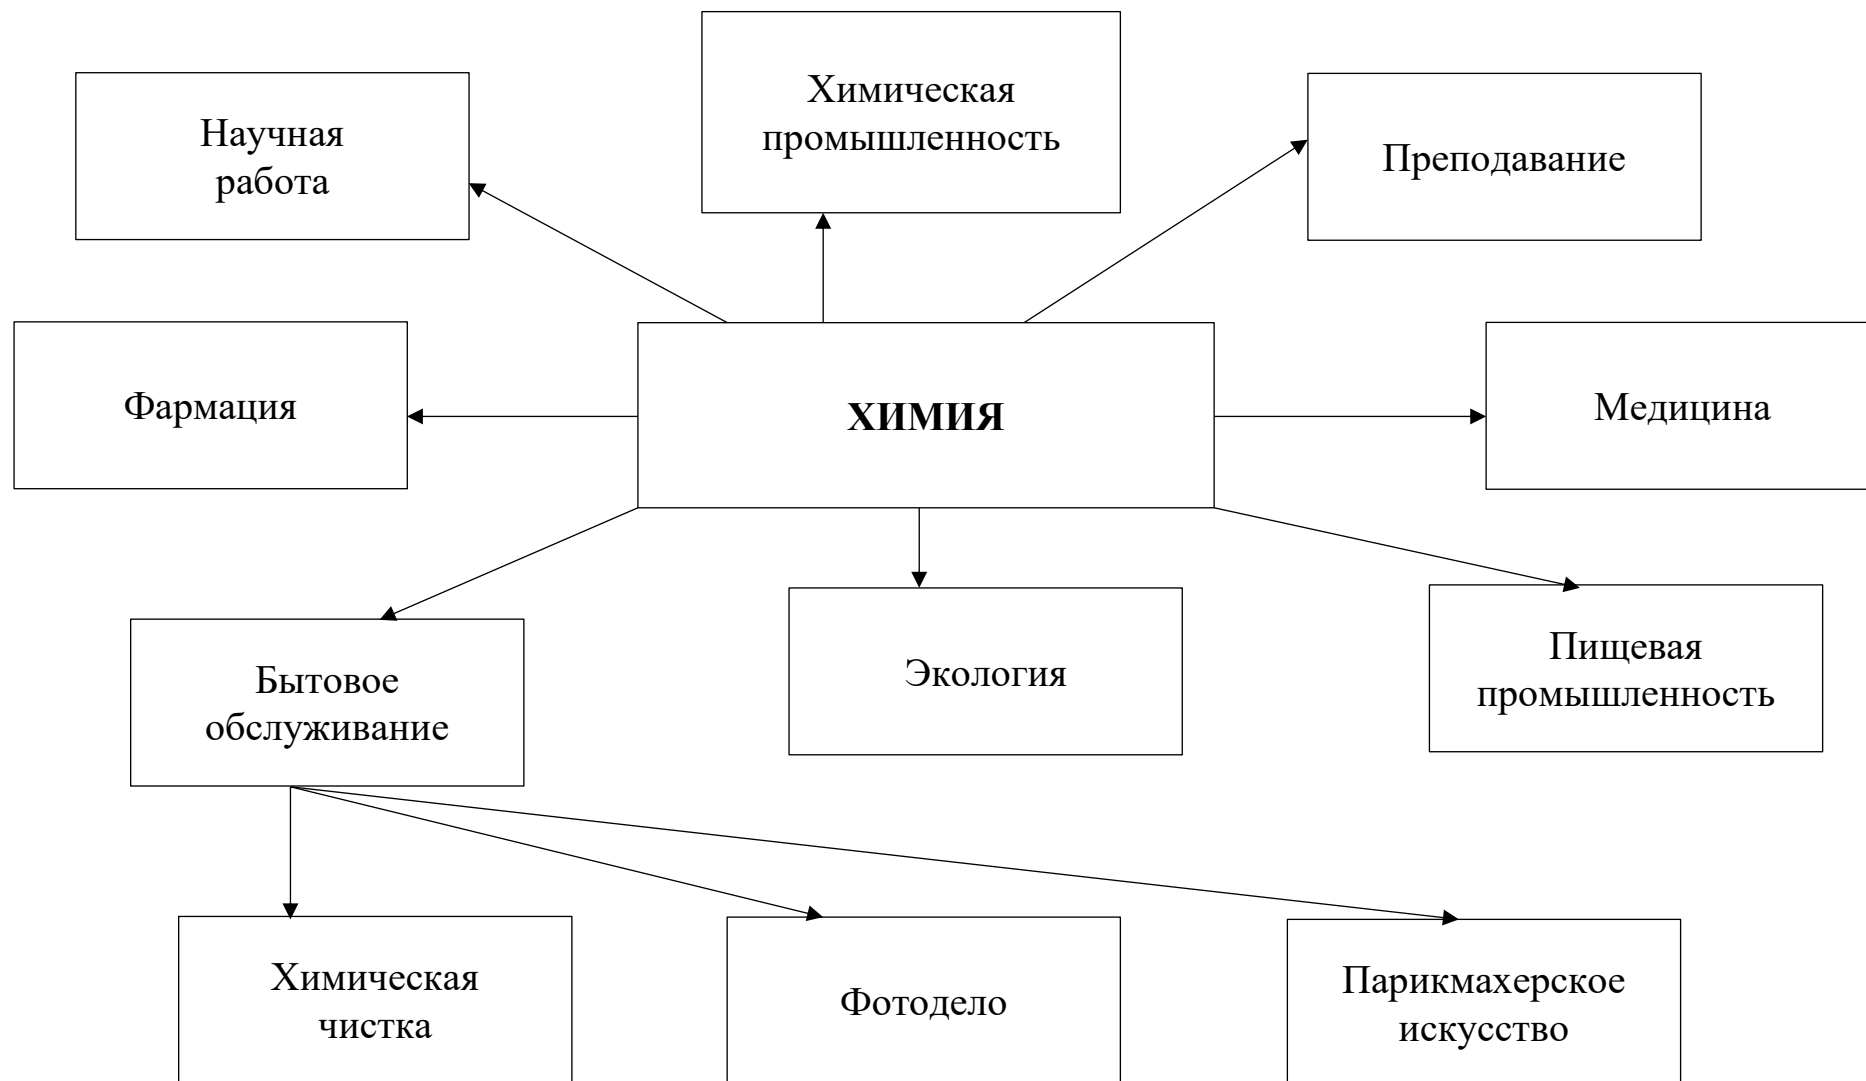 Научная
работа
Химическая
промышленность
Преподавание
Фармация
ХИМИЯ
Медицина
Бытовое
обслуживание
Экология
Пищевая
промышленность
Химическая
чистка
Фотодело
Парикмахерское
искусство